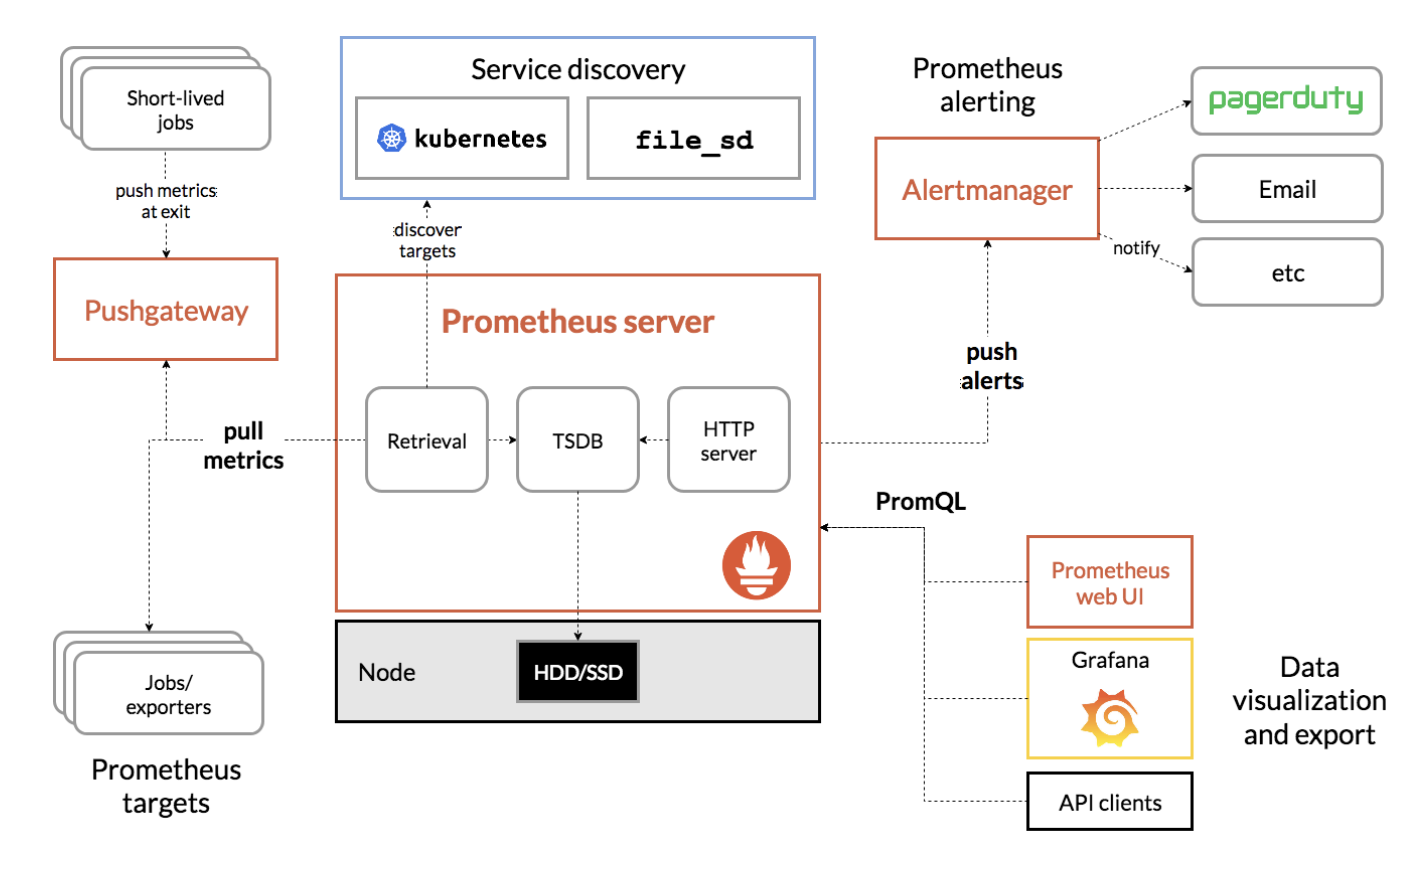 Short-lived
jobs
push metrics
at exit
Pushgateway
Service discovery
kubernetes
file_sd
discover
targets
Prometheus
alerting
Alertmanager
pagerduty
Email
notify
etc
Prometheus server
Retrieval
TSDB
HTTP
server
pull
metrics
push
alerts
PromQL
Node
HDD/SSD
Jobs/
exporters
Prometheus
targets
Prometheus
web UI
Grafana
API clients
Data
visualization
and export